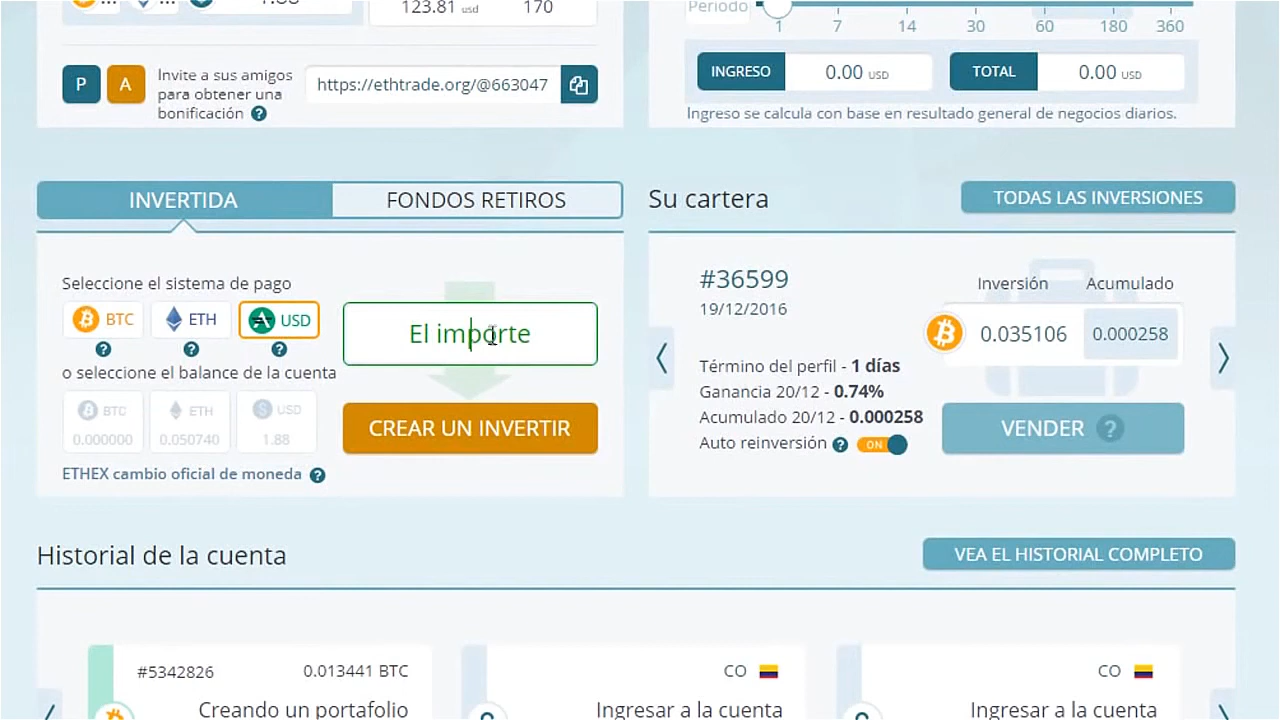 123.81 usd
170
Periodo
1 7 14 30 60 180 360
P A
Invite a sus amigos
para obtener una
bonificación ?
https://ethtrade.org/@663047
INGRESO 0.00 USD
TOTAL 0.00 USD
Ingreso se calcula con base en resultado general de negocios diarios.
INVERTIDA
FONDOS RETIROS
Seleccione el sistema de pago
BTC ETH USD
? ? ?
o seleccione el balance de la cuenta
BTC ETH USD
0.000000 0.050740 1.88
ETHEX cambio oficial de moneda ?
El importe
CREAR UN INVERTIR
Su cartera
TODAS LAS INVERSIONES
#36599
19/12/2016
Inversión Acumulado
0.035106 0.000258
Término del perfil - 1 días
Ganancia 20/12 - 0.74%
Acumulado 20/12 - 0.000258
Auto reinversión ? ON
VENDER ?
Historial de la cuenta
VEA EL HISTORIAL COMPLETO
#5342826 0.013441 BTC
Creando un portafolio
CO
Ingresar a la cuenta
CO
Ingresar a la cuenta